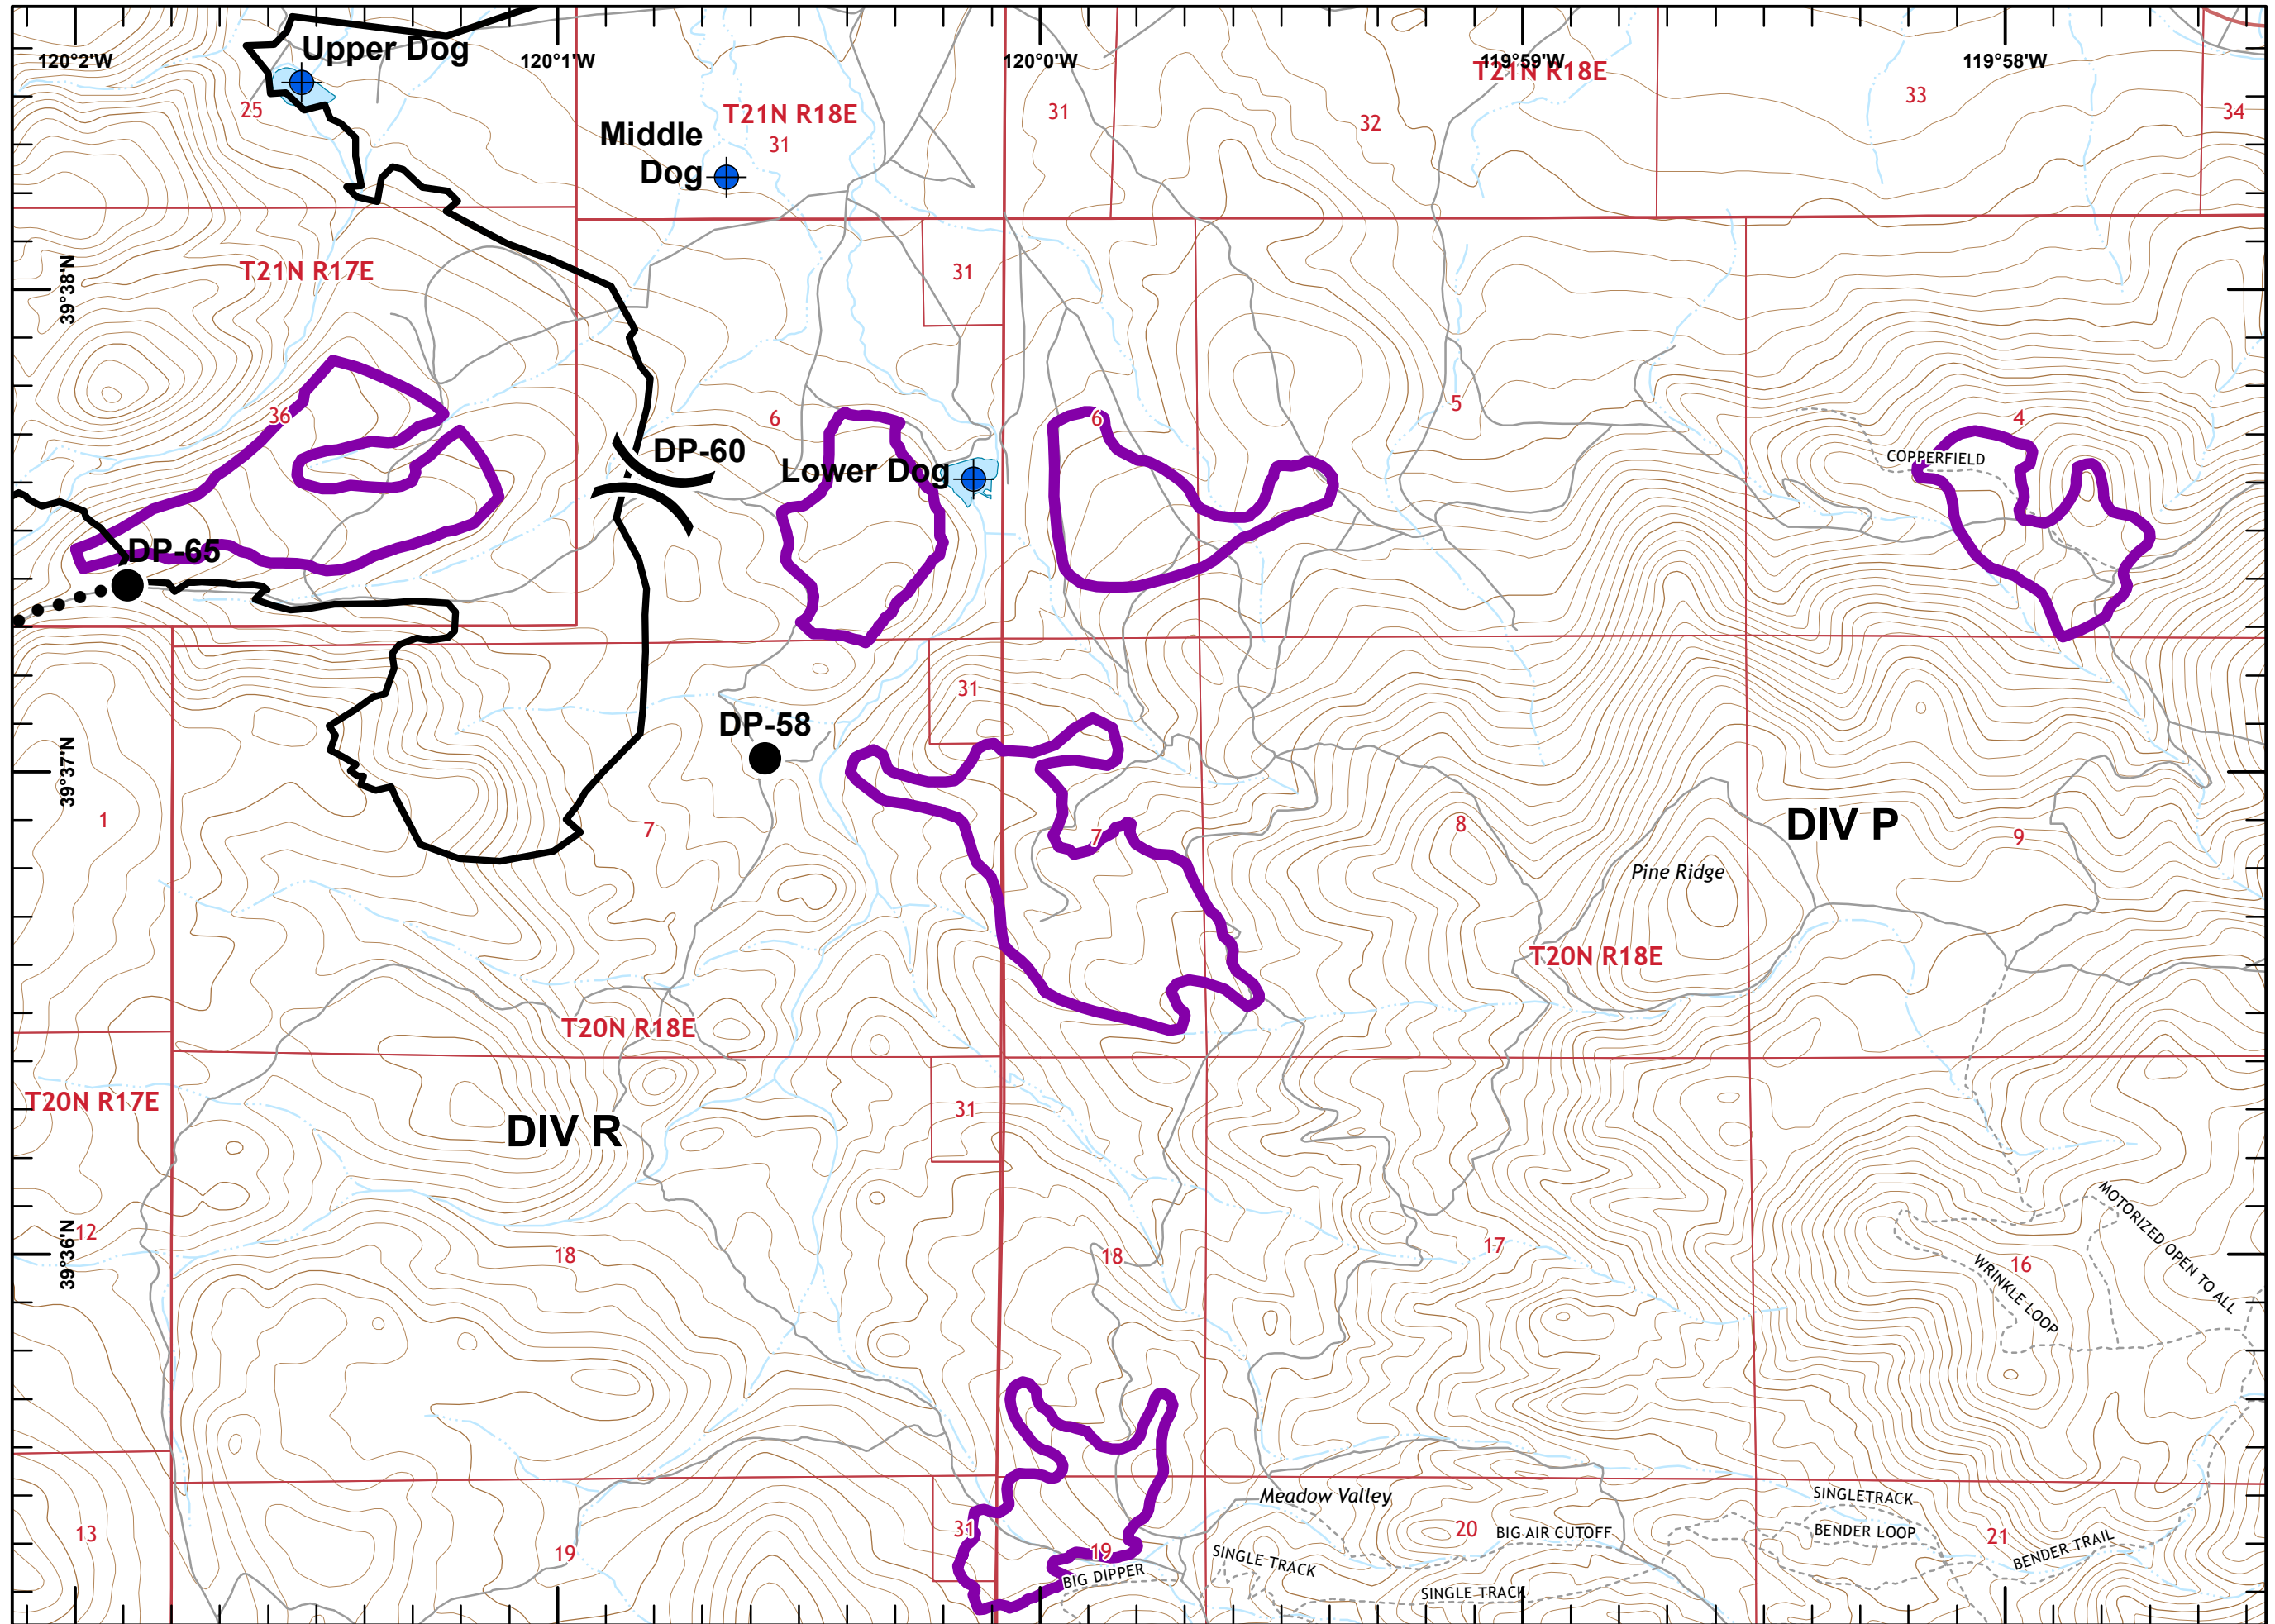 Upper Dog
120°2'W
120°1'W
120°0'W
119°59'W
119°58'W
T21N R18E
33
34
25
T21N R18E
31
32
Middle
Dog
31
39°38'N
T21N R17E
31
36
6
6
5
4
DP-60
COPPERFIELD
Lower Dog
DP-65
31
DP-58
39°37'N
1
7
7
8
DIV P
9
Pine Ridge
T20N R18E
T20N R18E
T20N R17E
31
DIV R
12
39°36'N
18
18
17
16
MOTORIZED OPEN TO ALL
WRINKLE LOOP
Meadow Valley
SINGLETRACK
13
31
19
19
20
BIG AIR CUTOFF
BENDER LOOP
21
BENDER TRAIL
SINGLE TRACK
BIG DIPPER
SINGLE TRACK